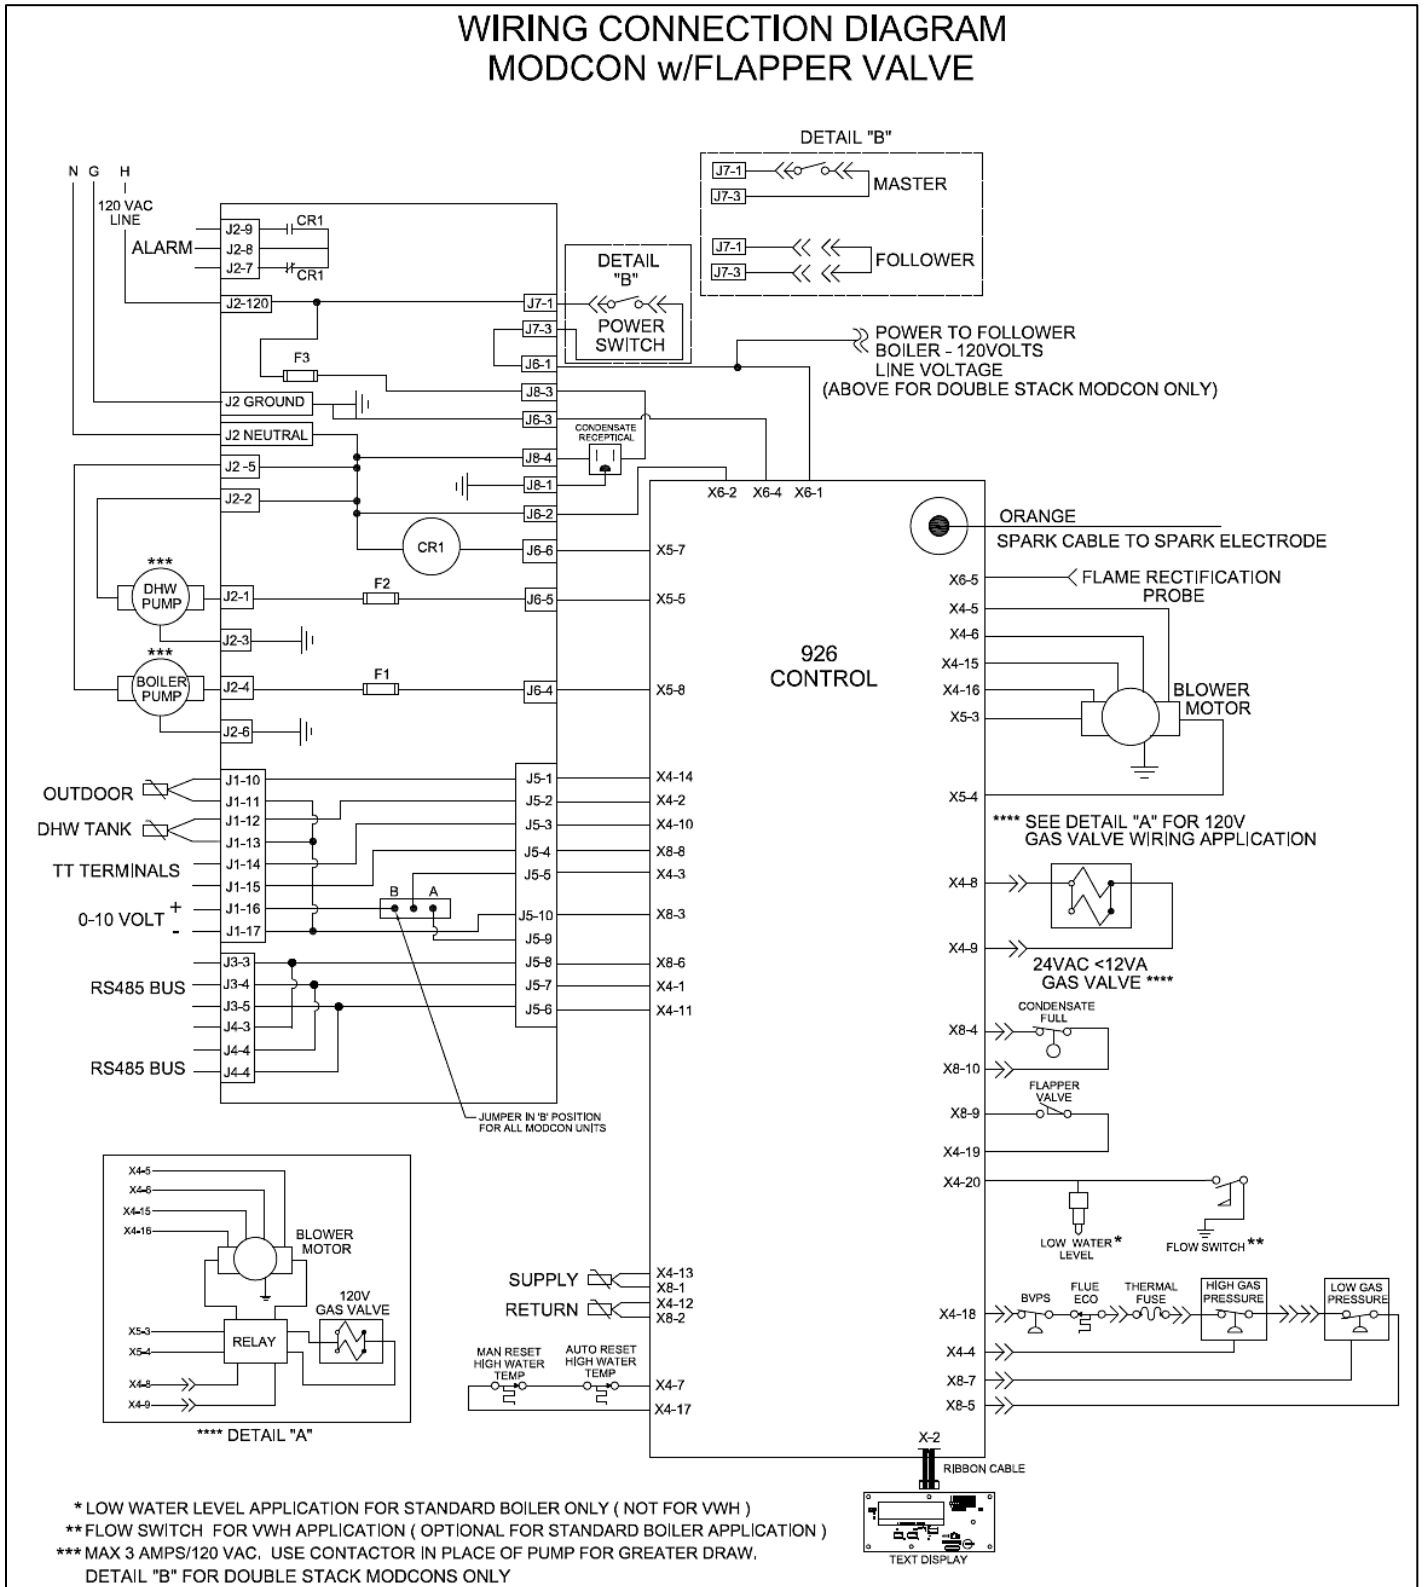 WIRING CONNECTION DIAGRAM
MODCON w/FLAPPER VALVE
DETAIL "B"
J7-1
MASTER
J7-3
J7-1
FOLLOWER
J7-3
N G H
120 VAC
LINE
ALARM
J2-9
CR1
J2-8
J2-7
CR1
J2-120
J7-1
DETAIL
"B"
POWER
SWITCH
J7-3
J6-1
F3
J8-3
J2 GROUND
J6-3
J2 NEUTRAL
CONDENSATE
RECEPTICAL
J8-4
J2 -5
J8-1
J2-2
J6-2
CR1
J6-6
POWER TO FOLLOWER
BOILER - 120VOLTS
LINE VOLTAGE
(ABOVE FOR DOUBLE STACK MODCON ONLY)
X6-2 X6-4 X6-1
ORANGE
SPARK CABLE TO SPARK ELECTRODE
X5-7
***
DHW
PUMP
J2-1
F2
J6-5
X5-5
J2-3
***
BOILER
PUMP
J2-4
F1
J6-4
X5-8
J2-6
926
CONTROL
X6-5
FLAME RECTIFICATION
PROBE
X4-5
X4-6
X4-15
X4-16
X5-3
BLOWER
MOTOR
X5-4
OUTDOOR
J1-10
J5-1
X4-14
J1-11
J5-2
X4-2
DHW TANK
J1-12
J5-3
X4-10
J1-13
J5-4
X8-8
TT TERMINALS
J1-14
J5-5
X4-3
J1-15
B A
0-10 VOLT + -
J1-16
J5-10
X8-3
J1-17
J5-9
J3-3
J5-8
X8-6
RS485 BUS
J3-4
J5-7
X4-1
J3-5
J5-6
X4-11
J4-3
J4-4
RS485 BUS
J4-4
JUMPER IN 'B' POSITION
FOR ALL MODCON UNITS
**** SEE DETAIL "A" FOR 120V
GAS VALVE WIRING APPLICATION
X4-8
X4-9
24VAC <12VA
GAS VALVE ****
CONDENSATE
FULL
X8-4
X8-10
FLAPPER
VALVE
X8-9
X4-19
X4-20
LOW WATER *
LEVEL
FLOW SWITCH **
X4-5
X4-6
X4-15
X4-16
BLOWER
MOTOR
120V
GAS VALVE
X5-3
RELAY
X5-4
X4-8
X4-9
**** DETAIL "A"
SUPPLY
X4-13
X8-1
RETURN
X4-12
X8-2
MAN RESET
HIGH WATER
TEMP
AUTO RESET
HIGH WATER
TEMP
X4-7
X4-17
X4-18
BVPS
FLUE
ECO
THERMAL
FUSE
HIGH GAS
PRESSURE
LOW GAS
PRESSURE
X4-4
X8-7
X8-5
X-2
RIBBON CABLE
TEXT DISPLAY
* LOW WATER LEVEL APPLICATION FOR STANDARD BOILER ONLY ( NOT FOR VWH )
** FLOW SWITCH FOR VWH APPLICATION ( OPTIONAL FOR STANDARD BOILER APPLICATION )
*** MAX 3 AMPS/120 VAC. USE CONTACTOR IN PLACE OF PUMP FOR GREATER DRAW.
DETAIL "B" FOR DOUBLE STACK MODCONS ONLY